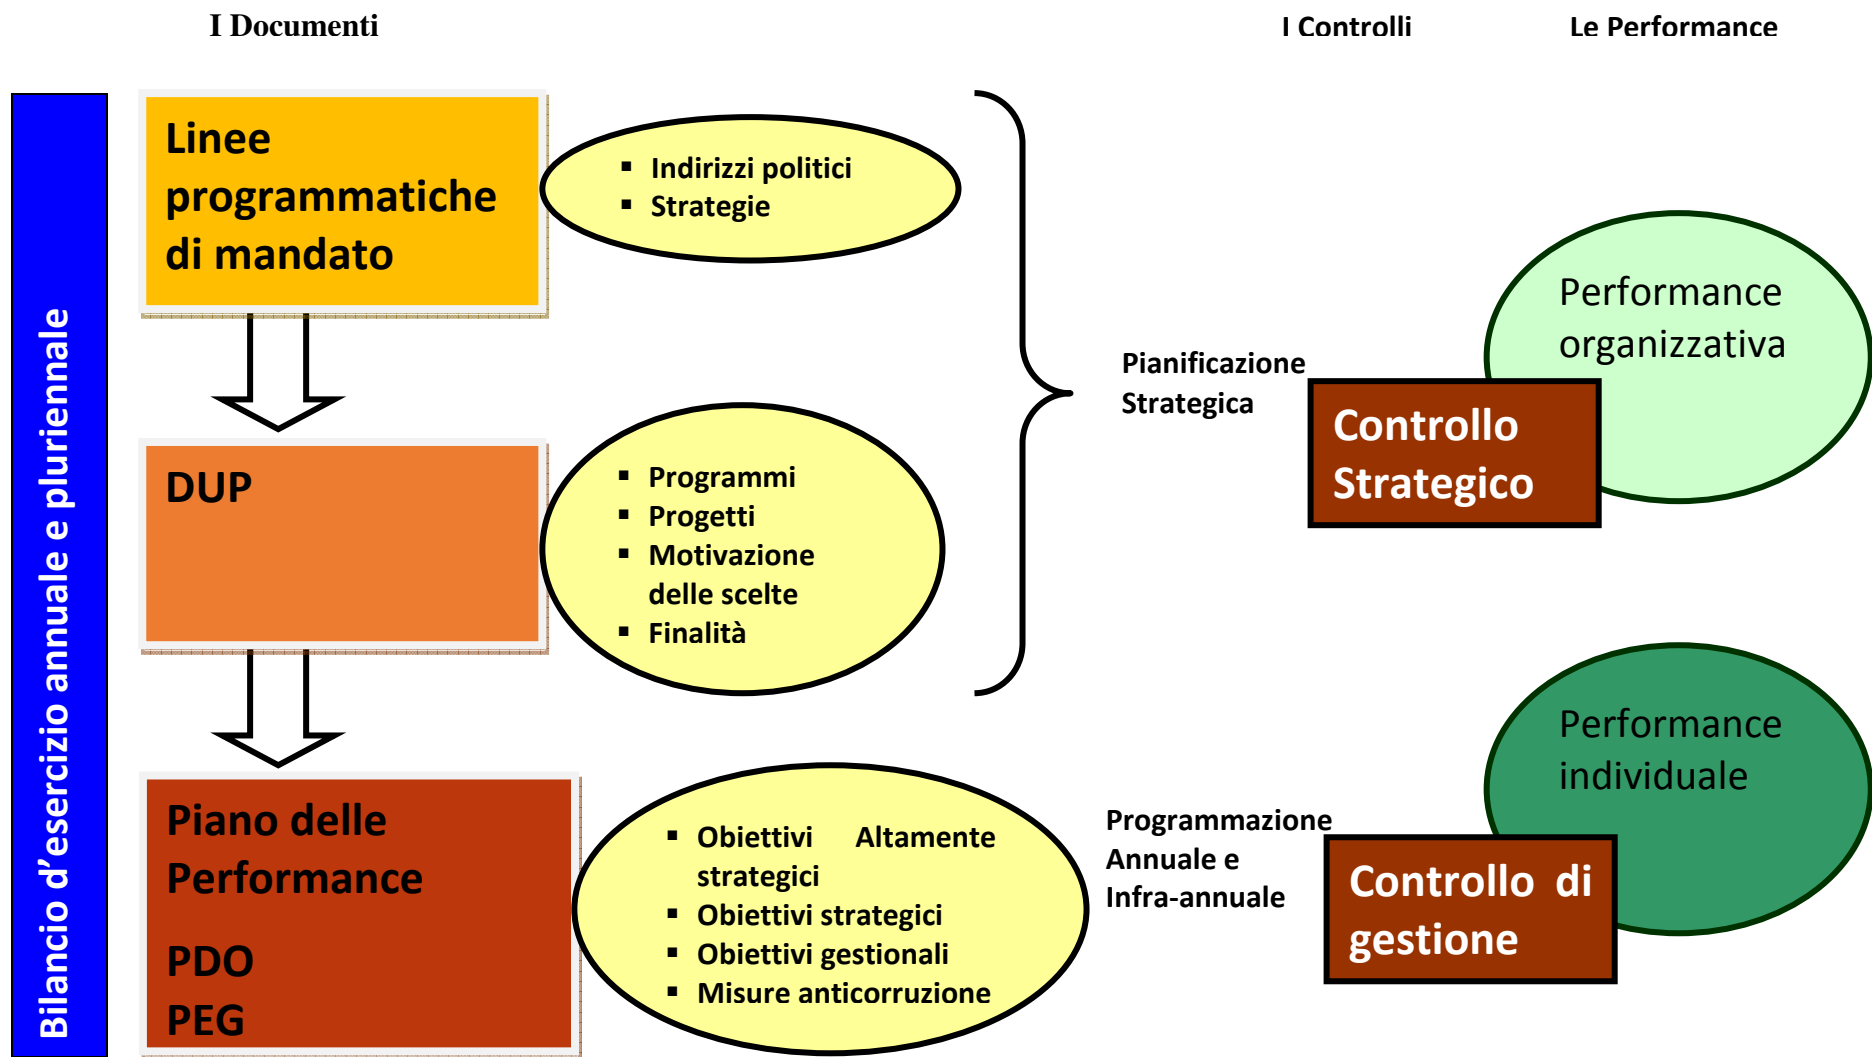 I Documenti
I Controlli
Le Performance
Bilancio d'esercizio annuale e pluriennale
Linee
programmatiche
di mandato
▪ Indirizzi politici
▪ Strategie
Pianificazione
Strategica
Performance
organizzativa
Controllo
Strategico
DUP
▪ Programmi
▪ Progetti
▪ Motivazione
delle scelte
▪ Finalità
Piano delle
Performance
PDO
PEG
▪ Obiettivi Altamente
strategici
▪ Obiettivi strategici
▪ Obiettivi gestionali
▪ Misure anticorruzione
Programmazione
Annuale e
Infra-annuale
Performance
individuale
Controllo di
gestione